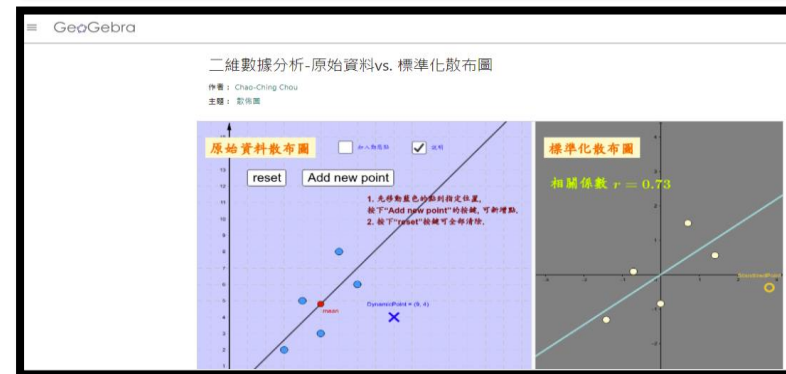 GeoGebra
二維數據分析-原始資料vs. 標準化散布圖
作者： Chao-Ching Chou
主題： 散佈圖
原始資料散布圖
說明
reset
Add new point
1. 先移動藍色的點到指定位置,
按下"Add new point"的按鍵, 可新增點.
2. 按下"reset"按鍵可全部清除.
mean
DynamicPoint = (9, 4)
標準化散布圖
相關係數 r = 0.73